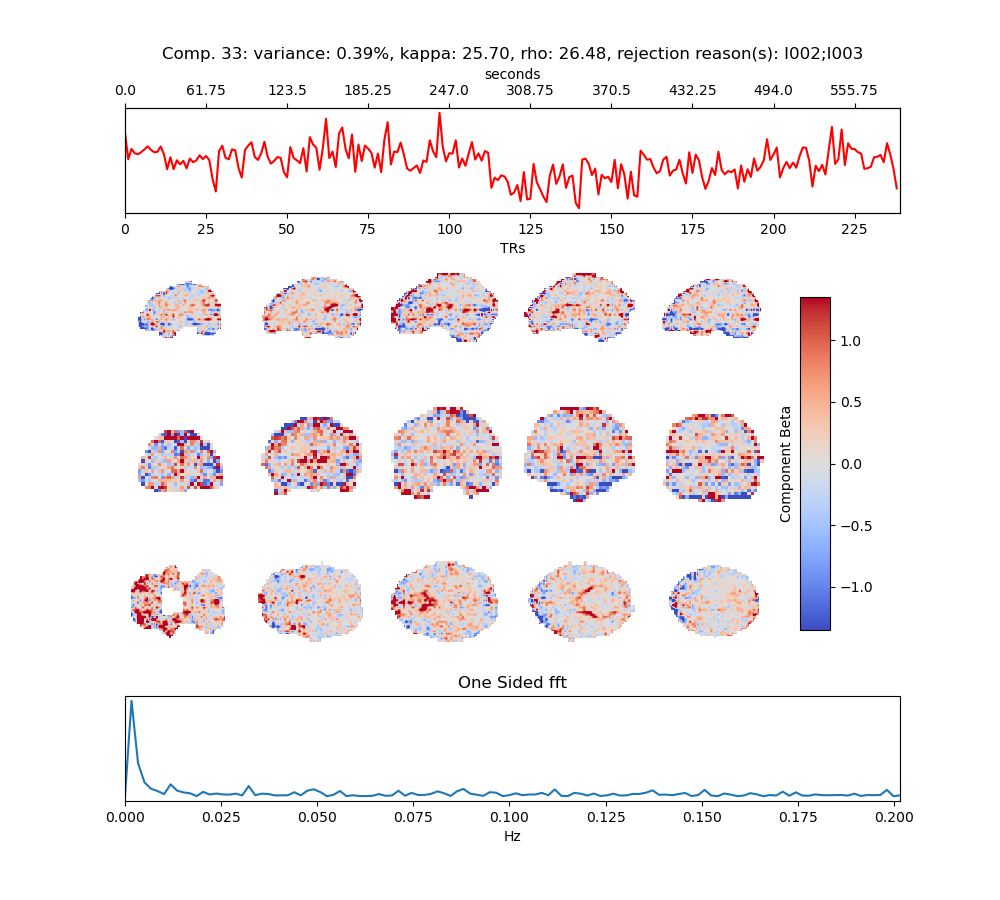 Comp. 33: variance: 0.39%, kappa: 25.70, rho: 26.48, rejection reason(s): I002;I003
seconds
0.0 61.75 123.5 185.25 247.0 308.75 370.5 432.25 494.0 555.75
0 25 50 75 100 125 150 175 200 225
TRs
1.0
0.5
0.0
−0.5
−1.0
Component Beta
One Sided fft
0.000 0.025 0.050 0.075 0.100 0.125 0.150 0.175 0.200
Hz